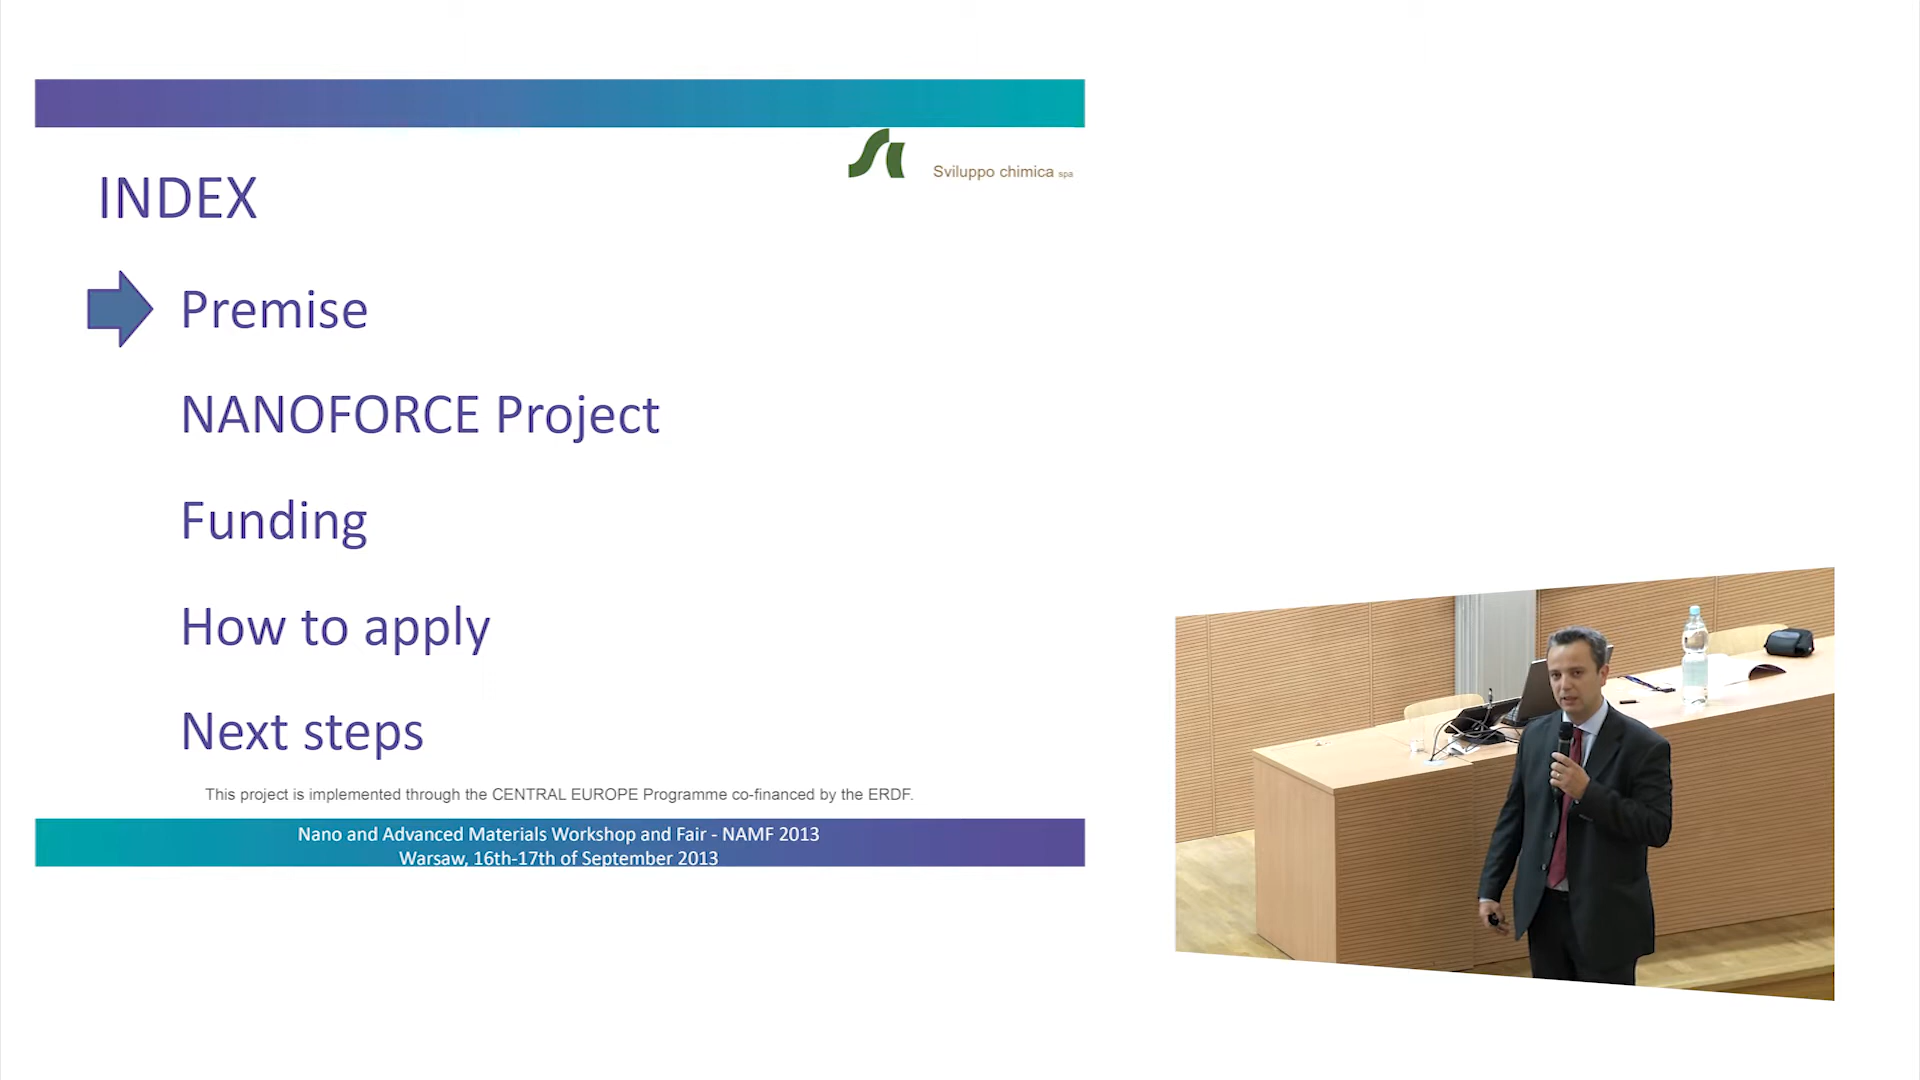 Sviluppo chimica spa
INDEX
Premise
NANOFORCE Project
Funding
How to apply
Next steps
This project is implemented through the CENTRAL EUROPE Programme co-financed by the ERDF.
Nano and Advanced Materials Workshop and Fair - NAMF 2013
Warsaw, 16th-17th of September 2013